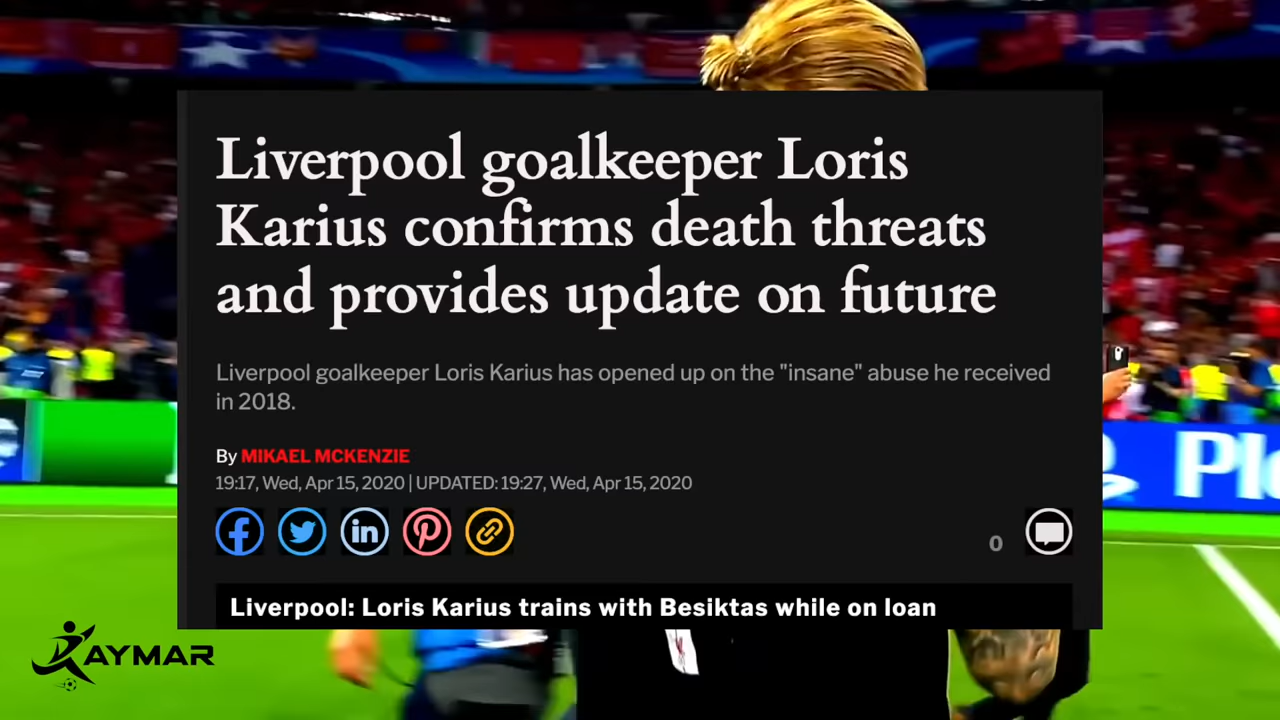 Liverpool goalkeeper Loris
Karius confirms death threats
and provides update on future
Liverpool goalkeeper Loris Karius has opened up on the "insane" abuse he received
in 2018.
By MIKAEL MCKENZIE
19:17, Wed, Apr 15, 2020 | UPDATED: 19:27, Wed, Apr 15, 2020
0
Liverpool: Loris Karius trains with Besiktas while on loan
AYMAR